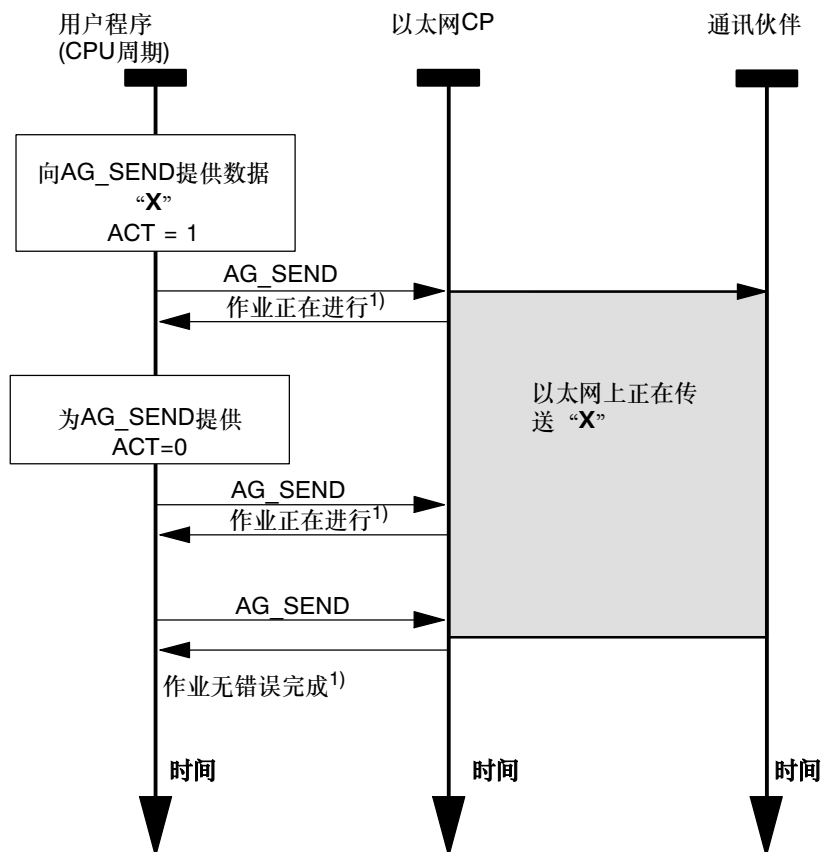 用户程序
(CPU周期)
以太网CP
通讯伙伴
向AG_SEND提供数据
“X”
ACT = 1
AG_SEND
作业正在进行1)
为AG_SEND提供
ACT=0
以太网上正在传
送 “X”
AG_SEND
作业正在进行1)
AG_SEND
作业无错误完成1)
时间
时间
时间